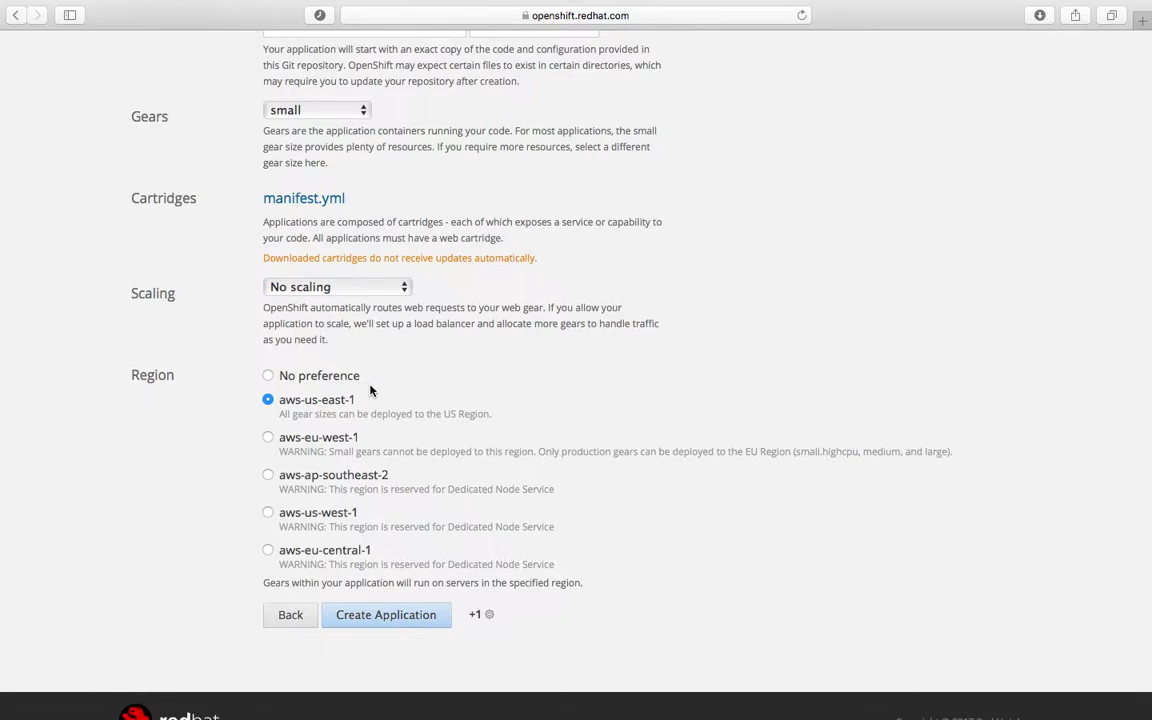 openshift.redhat.com
Your application will start with an exact copy of the code and configuration provided in
this Git repository. OpenShift may expect certain files to exist in certain directories, which
may require you to update your repository after creation.
Gears
small
Gears are the application containers running your code. For most applications, the small
gear size provides plenty of resources. If you require more resources, select a different
gear size here.
Cartridges
manifest.yml
Applications are composed of cartridges - each of which exposes a service or capability to
your code. All applications must have a web cartridge.
Downloaded cartridges do not receive updates automatically.
Scaling
No scaling
OpenShift automatically routes web requests to your web gear. If you allow your
application to scale, we'll set up a load balancer and allocate more gears to handle traffic
as you need it.
Region
No preference
aws-us-east-1
All gear sizes can be deployed to the US Region.
aws-eu-west-1
WARNING: Small gears cannot be deployed to this region. Only production gears can be deployed to the EU Region (small.highcpu, medium, and large).
aws-ap-southeast-2
WARNING: This region is reserved for Dedicated Node Service
aws-us-west-1
WARNING: This region is reserved for Dedicated Node Service
aws-eu-central-1
WARNING: This region is reserved for Dedicated Node Service
Gears within your application will run on servers in the specified region.
Back
Create Application
+1
redhat